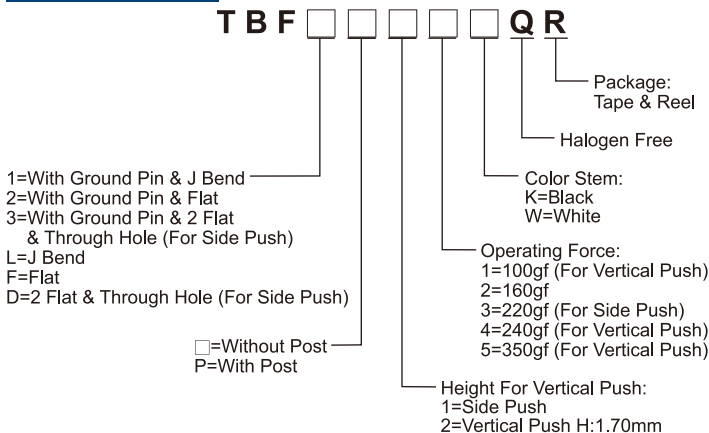 TBF□□□□□QR
Package:
Tape & Reel
Halogen Free
Color Stem:
K=Black
W=White
Operating Force:
1=100gf (For Vertical Push)
2=160gf
3=220gf (For Side Push)
4=240gf (For Vertical Push)
5=350gf (For Vertical Push)
Height For Vertical Push:
1=Side Push
2=Vertical Push H:1.70mm
□=Without Post
P=With Post
1=With Ground Pin & J Bend
2=With Ground Pin & Flat
3=With Ground Pin & 2 Flat
& Through Hole (For Side Push)
L=J Bend
F=Flat
D=2 Flat & Through Hole (For Side Push)